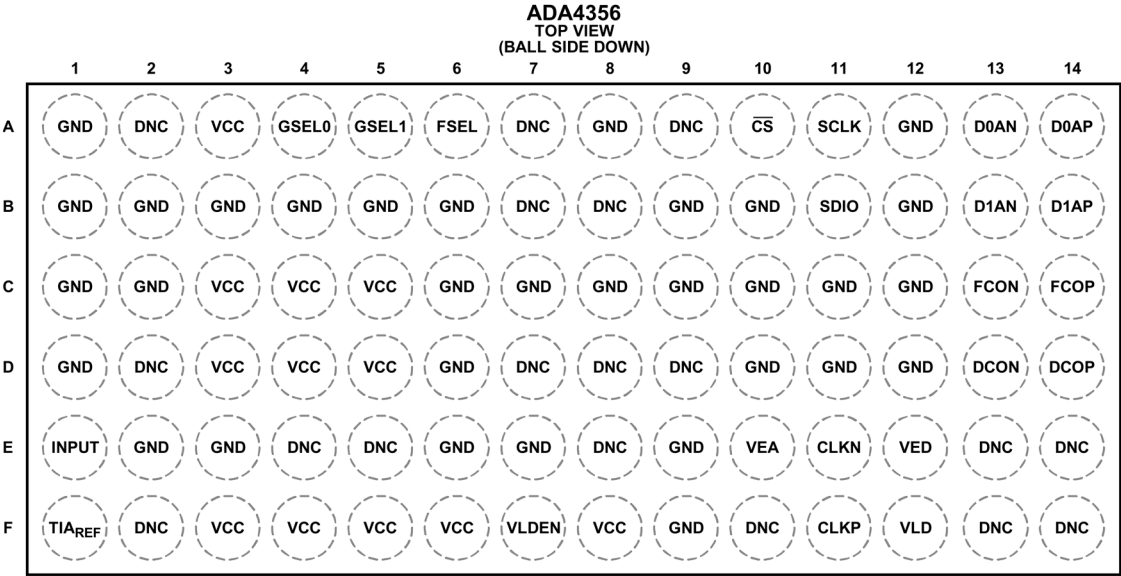 ADA4356
TOP VIEW
(BALL SIDE DOWN)
1 2 3 4 5 6 7 8 9 10 11 12 13 14
A GND DNC VCC GSEL0 GSEL1 FSEL DNC GND DNC C̅S̅ SCLK GND D0AN D0AP
B GND GND GND GND GND GND DNC DNC GND GND SDIO GND D1AN D1AP
C GND GND VCC VCC VCC GND GND GND GND GND GND GND FCON FCOP
D GND DNC VCC VCC VCC GND DNC DNC DNC GND GND GND DCON DCOP
E INPUT GND GND DNC DNC GND GND DNC GND VEA CLKN VED DNC DNC
F TIAREF DNC VCC VCC VCC VCC VLDEN VCC GND DNC CLKP VLD DNC DNC